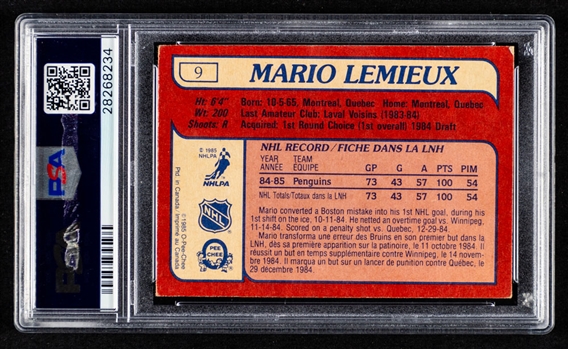 28268234
PSA
9
MARIO LEMIEUX
Ht: 6'4" Born: 10-5-65, Montreal, Quebec Home: Montreal, Quebec
Wt: 200 Last Amateur Club: Laval Voisins (1983-84)
Shoots: R Acquired: 1st Round Choice (1st overall) 1984 Draft
© 1985
NHLPA
NHLPA
NHL
O-PEE-CHEE
©1985 O-Pee-Chee
Ptd. in Canada, Imprimé au Canada
NHL RECORD/FICHE DANS LA LNH
YEAR TEAM
ANNÉE EQUIPE GP G A PTS PIM
84-85 Penguins 73 43 57 100 54
NHL Totals/Totaux dans la LNH 73 43 57 100 54
Mario converted a Boston mistake into his 1st NHL goal, during
his 1st shift on the ice, 10-11-84. He netted an overtime goal vs. Winnipeg,
11-14-84. Scored on a penalty shot vs. Quebec, 12-29-84.
Mario transforma une erreur des Bruins en son premier but dans la
LNH, dès sa première apparition sur la patinoire, le 11 octobre 1984. Il
réussit un but en temps supplémentaire contre Winnipeg, le 14 novem-
bre 1984. Il marqua un but sur un lancer de punition contre Québec, le
29 décembre 1984.